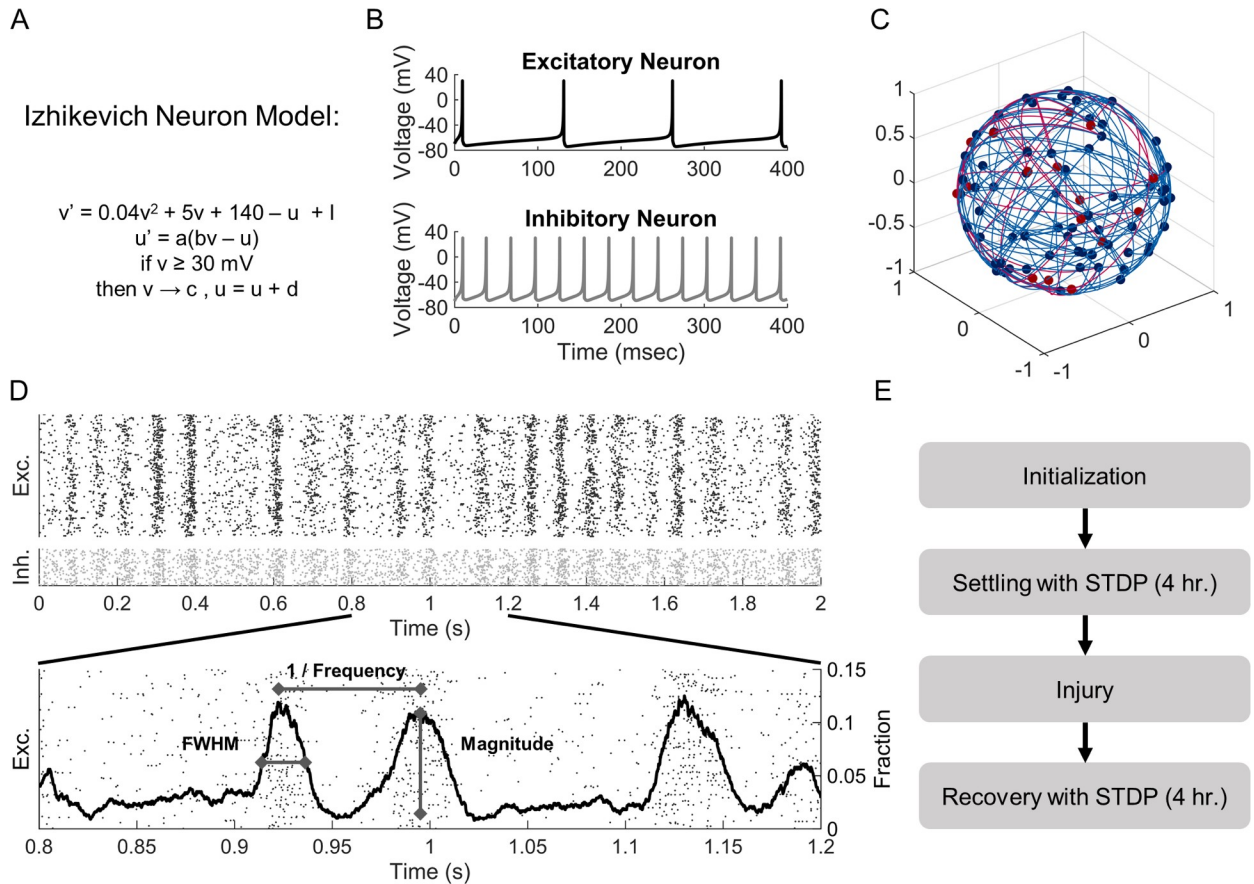 A
Izhikevich Neuron Model:
v’ = 0.04v² + 5v + 140 – u + I
u’ = a(bv – u)
if v ≥ 30 mV
then v → c , u = u + d
B
Excitatory Neuron
Voltage (mV)
40
0
-40
-80
0 100 200 300 400
Inhibitory Neuron
Voltage (mV)
40
0
-40
-80
0 100 200 300 400
Time (msec)
C
1
0.5
0
-0.5
-1
1
0
-1
-1
0
1
D
Exc.
Inh.
0 0.2 0.4 0.6 0.8 1 1.2 1.4 1.6 1.8 2
Time (s)
1 / Frequency
FWHM
Magnitude
Exc.
0.15
0.1
0.05
0
Fraction
0.8 0.85 0.9 0.95 1 1.05 1.1 1.15 1.2
Time (s)
E
Initialization
Settling with STDP (4 hr.)
Injury
Recovery with STDP (4 hr.)